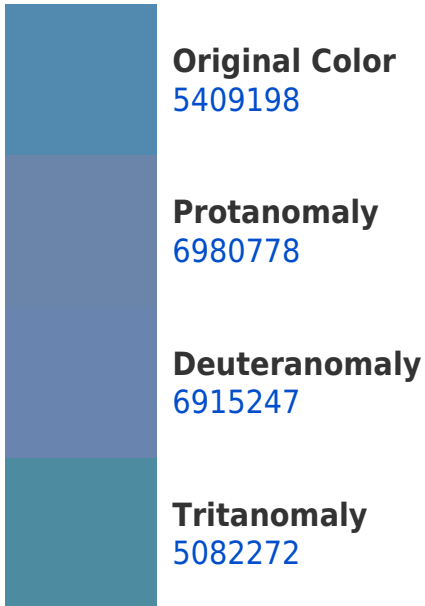 Original Color
5409198
Protanomaly
6980778
Deuteranomaly
6915247
Tritanomaly
5082272